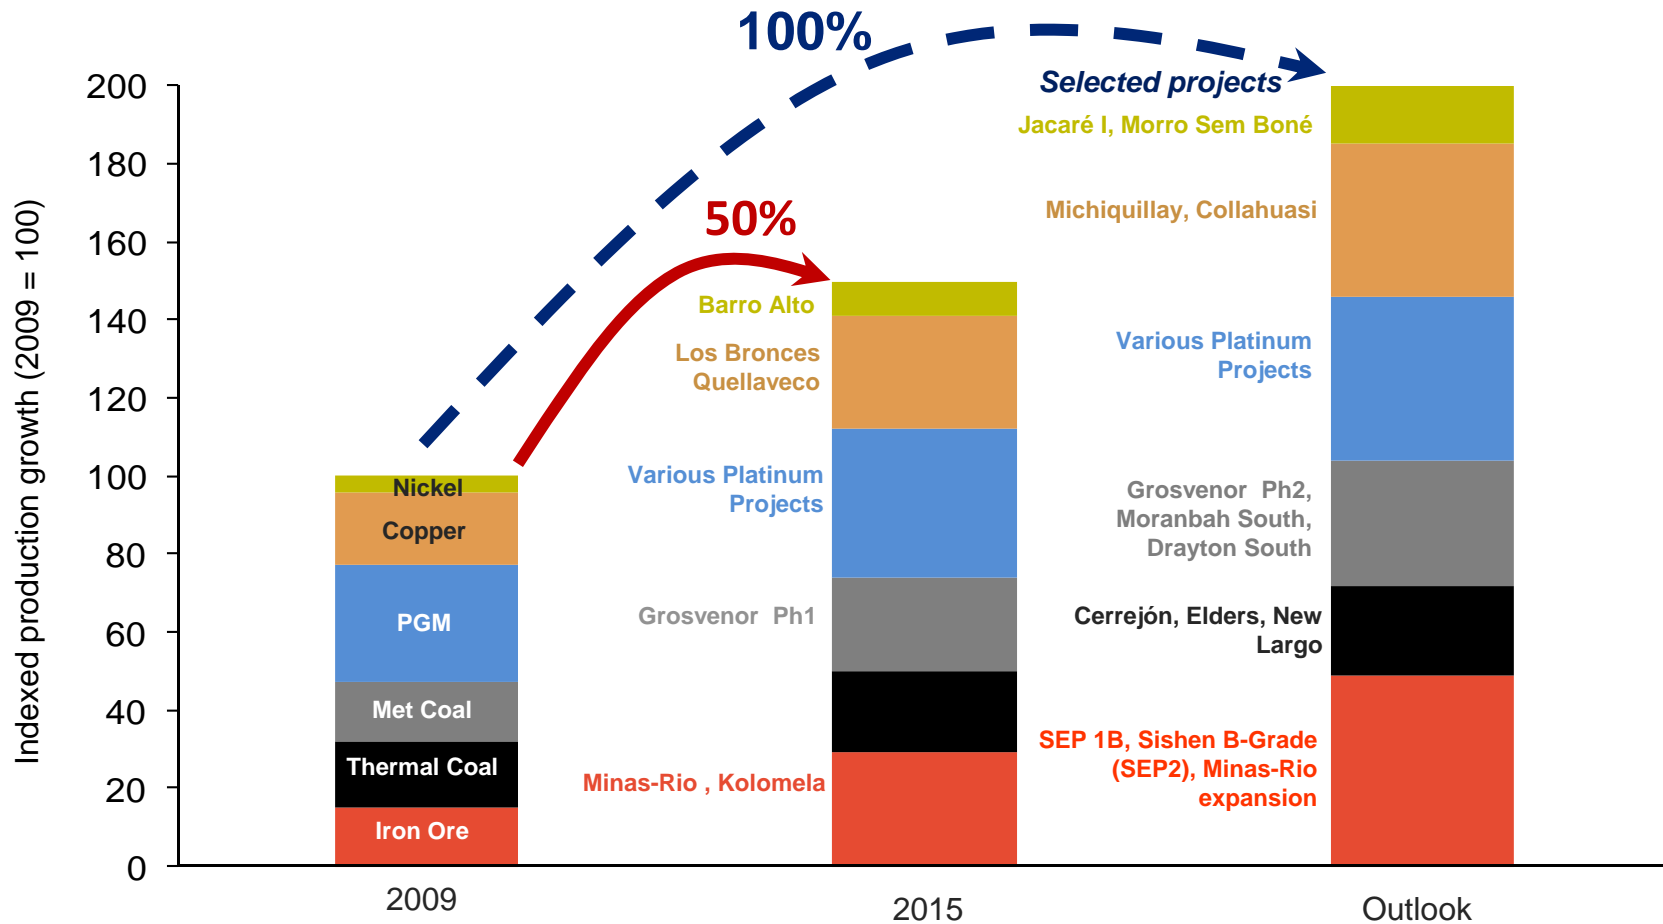 100%
Selected projects
50%
Indexed production growth (2009 = 100)
200
180
160
140
120
100
80
60
40
20
0
Nickel
Copper
PGM
Met Coal
Thermal Coal
Iron Ore
2009
Barro Alto
Los Bronces
Quellaveco
Various Platinum
Projects
Grosvenor Ph1
Minas-Rio , Kolomela
2015
Jacaré I, Morro Sem Boné
Michiquillay, Collahuasi
Various Platinum
Projects
Grosvenor Ph2,
Moranbah South,
Drayton South
Cerrejón, Elders, New
Largo
SEP 1B, Sishen B-Grade
(SEP2), Minas-Rio
expansion
Outlook